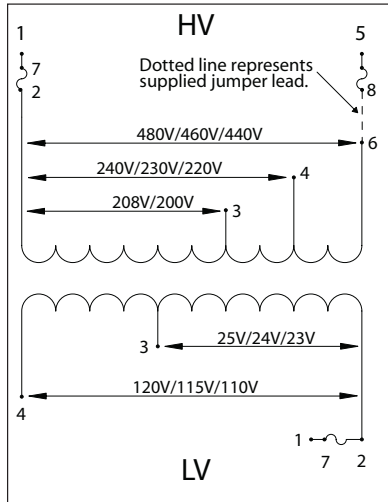 HV
1 5
7
2
Dotted line represents
supplied jumper lead.
8
480V/460V/440V
6
240V/230V/220V
4
208V/200V
3
3
25V/24V/23V
120V/115V/110V
4
1
7 2
LV